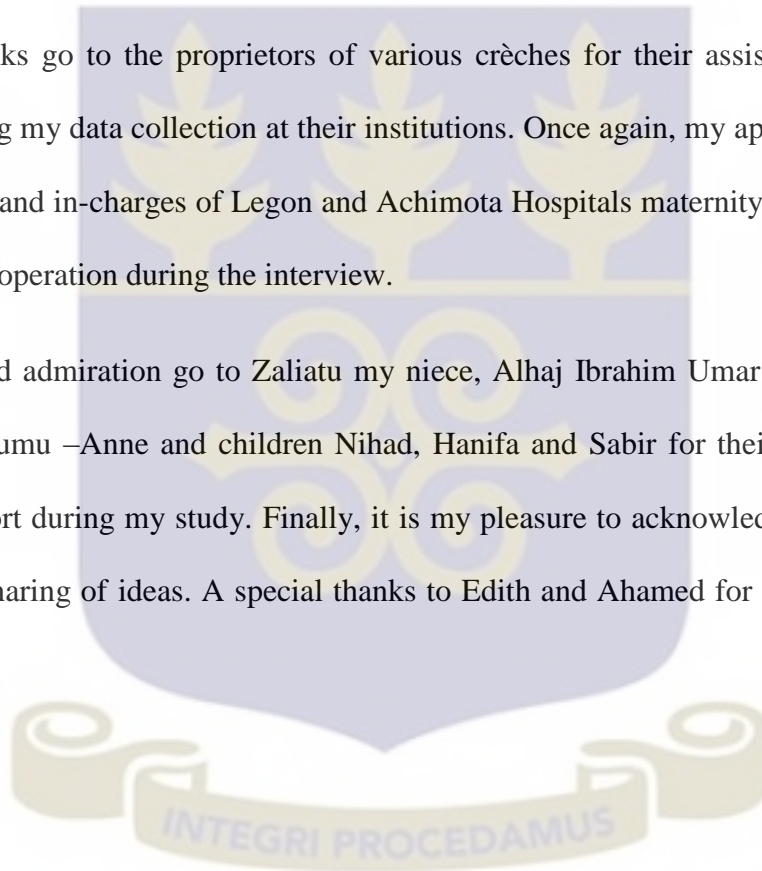 ks go to the proprietors of various crèches for their assis
g my data collection at their institutions. Once again, my ap
and in-charges of Legon and Achimota Hospitals maternity
operation during the interview.
d admiration go to Zaliatu my niece, Alhaj Ibrahim Umar
umu –Anne and children Nihad, Hanifa and Sabir for thei
rt during my study. Finally, it is my pleasure to acknowled
haring of ideas. A special thanks to Edith and Ahamed for
INTEGRI PROCEDAMUS